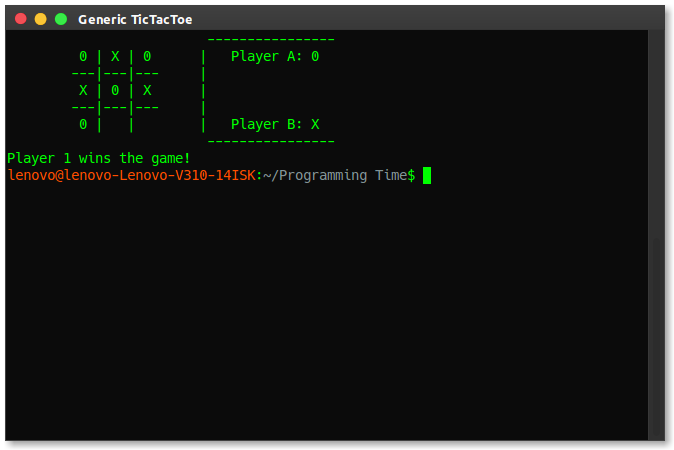 Generic TicTacToe
----------------
0 | X | 0      |   Player A: 0
---|---|---     |
X | 0 | X      |
---|---|---     |
0 |   |        |   Player B: X
----------------
Player 1 wins the game!
lenovo@lenovo-Lenovo-V310-14ISK:~/Programming Time$